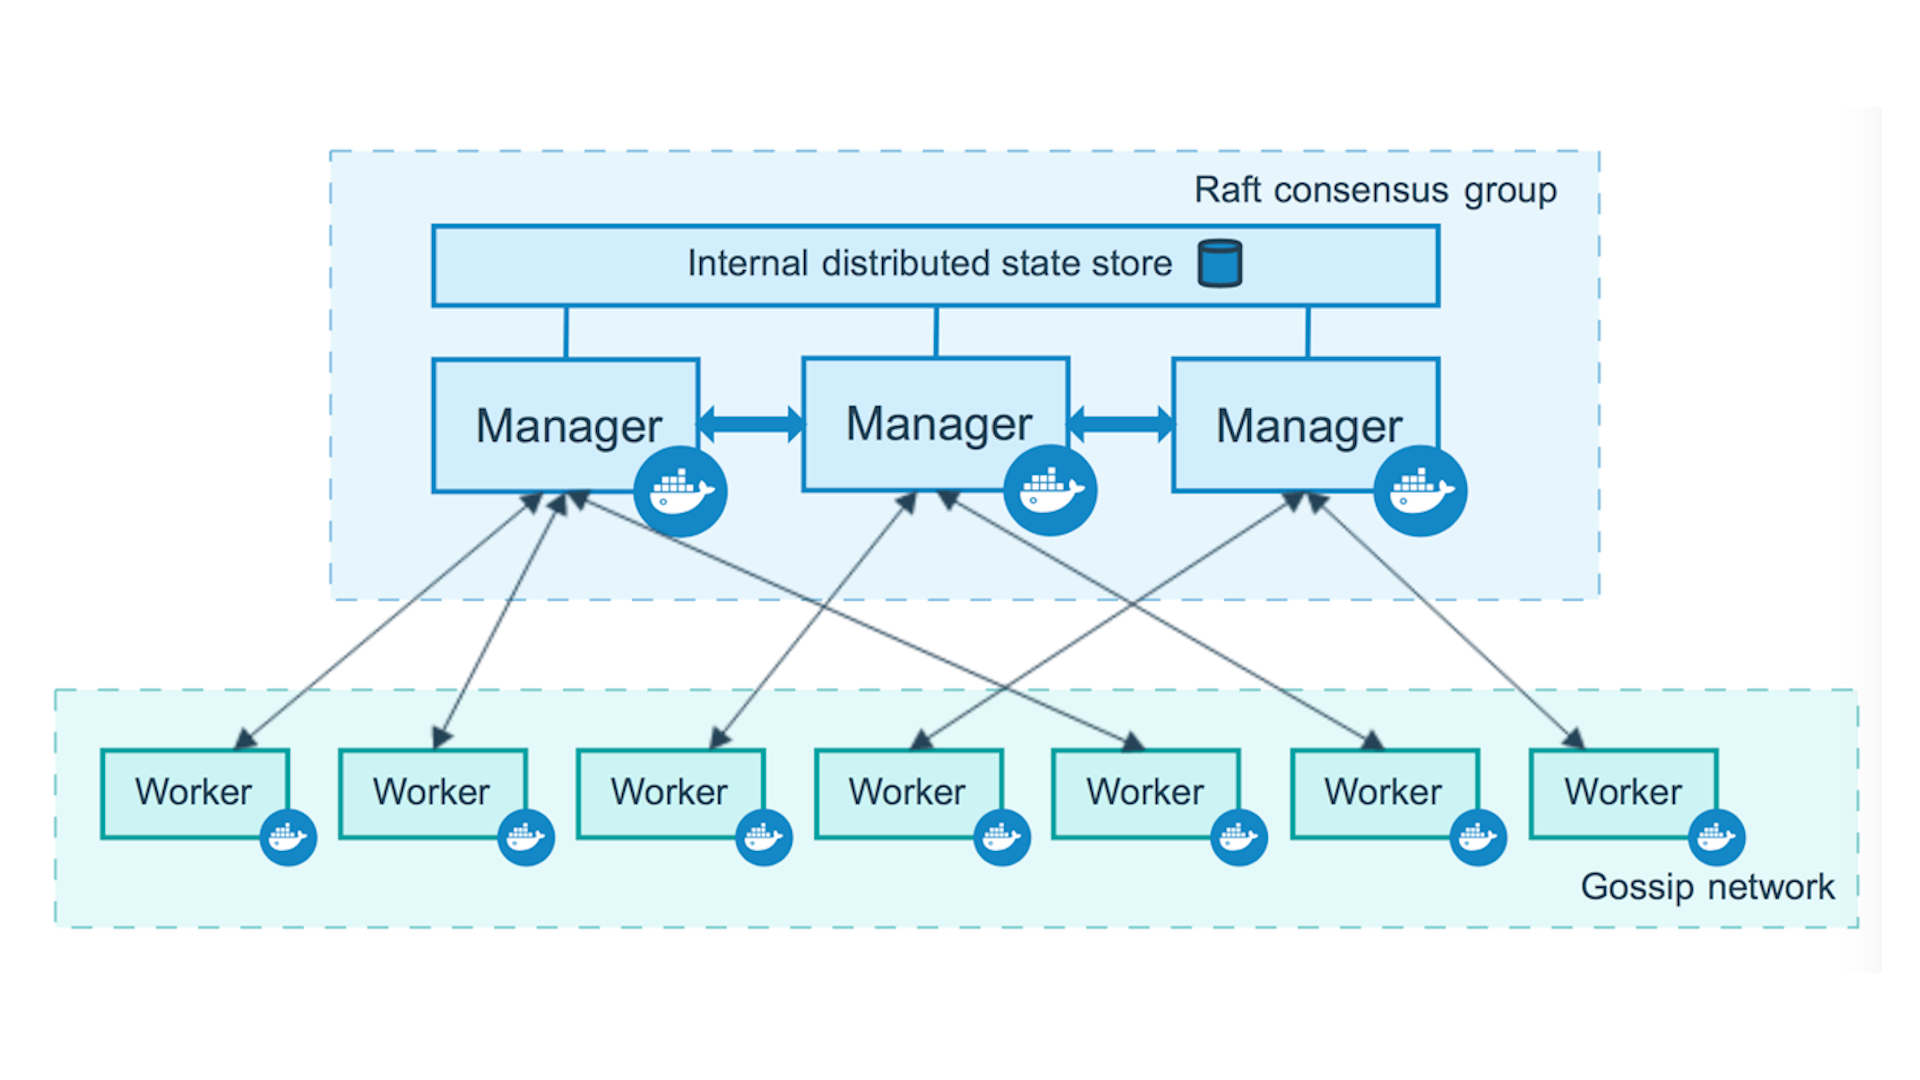 Raft consensus group
Internal distributed state store
Manager
Manager
Manager
Worker
Worker
Worker
Worker
Worker
Worker
Worker
Gossip network